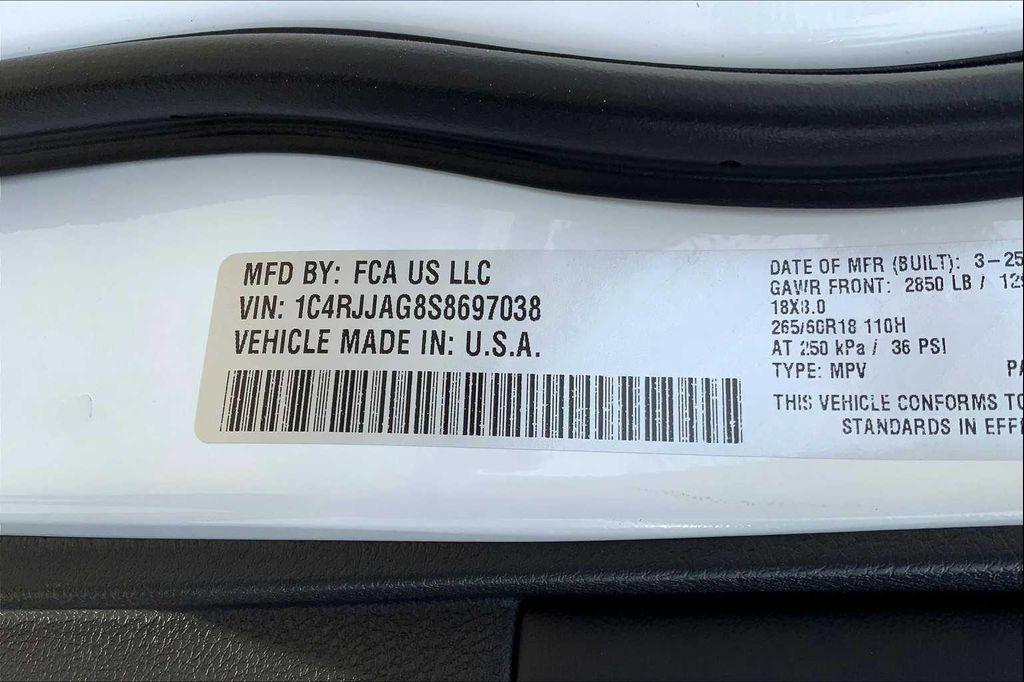 MFD BY: FCA US LLC
VIN: 1C4RJJAG8S8697038
VEHICLE MADE IN: U.S.A.
DATE OF MFR (BUILT): 3-25
GAWR FRONT: 2850 LB / 129
18X8.0
265/60R18 110H
AT 250 kPa / 36 PSI
TYPE: MPV
THIS VEHICLE CONFORMS TO
STANDARDS IN EFF